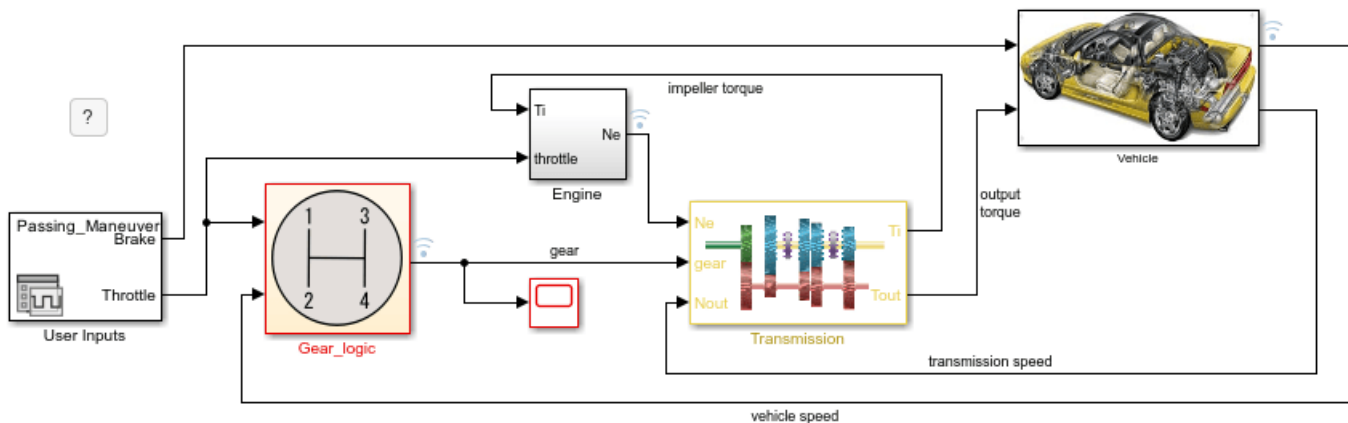 ?
Passing_Maneuver
Brake
Throttle
User Inputs
1
3
2
4
Gear_logic
gear
impeller torque
Ti
Ne
throttle
Engine
Ne
gear
Nout
Ti
Tout
Transmission
output
torque
Vehicle
transmission speed
vehicle speed